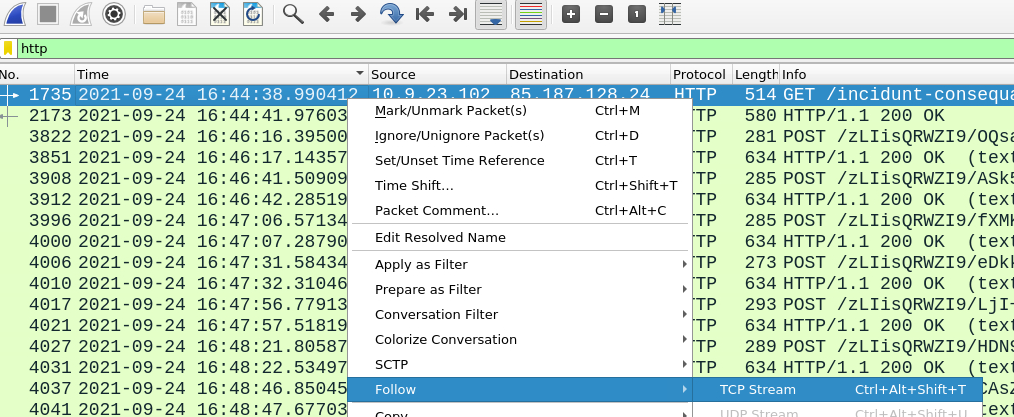 1
http
No. Time Source Destination Protocol Length Info
1735 2021-09-24 16:44:38.990412 10.9.23.102 85.187.128.24 HTTP 514 GET /incidunt-consequa
2173 2021-09-24 16:44:41.97603 Mark/Unmark Packet(s) Ctrl+M TP 580 HTTP/1.1 200 OK
3822 2021-09-24 16:46:16.39500 Ignore/Unignore Packet(s) Ctrl+D TP 281 POST /zLIisQRWZI9/OQsa
3851 2021-09-24 16:46:17.14357 Set/Unset Time Reference Ctrl+T TP 634 HTTP/1.1 200 OK (text
3908 2021-09-24 16:46:41.50909 Time Shift... Ctrl+Shift+T TP 285 POST /zLIisQRWZI9/ASk5
3912 2021-09-24 16:46:42.28519 Packet Comment... Ctrl+Alt+C TP 634 HTTP/1.1 200 OK (text
3996 2021-09-24 16:47:06.57134 Edit Resolved Name TP 285 POST /zLIisQRWZI9/fXMK
4000 2021-09-24 16:47:07.28790 Apply as Filter TP 634 HTTP/1.1 200 OK (text
4006 2021-09-24 16:47:31.58434 TP 273 POST /zLIisQRWZI9/eDkk
4010 2021-09-24 16:47:32.31046 Prepare as Filter TP 634 HTTP/1.1 200 OK (text
4017 2021-09-24 16:47:56.77913 Conversation Filter TP 293 POST /zLIisQRWZI9/LjI-
4021 2021-09-24 16:47:57.51819 Colorize Conversation TP 634 HTTP/1.1 200 OK (text
4027 2021-09-24 16:48:21.80587 TP 289 POST /zLIisQRWZI9/HDN9
4031 2021-09-24 16:48:22.53497 SCTP TP 634 HTTP/1.1 200 OK (text
4037 2021-09-24 16:48:46.85045 Follow TCP Stream Ctrl+Alt+Shift+T
4041 2021-09-24 16:48:47.67703 Copy UDP Stream Ctrl+Alt+Shift+U